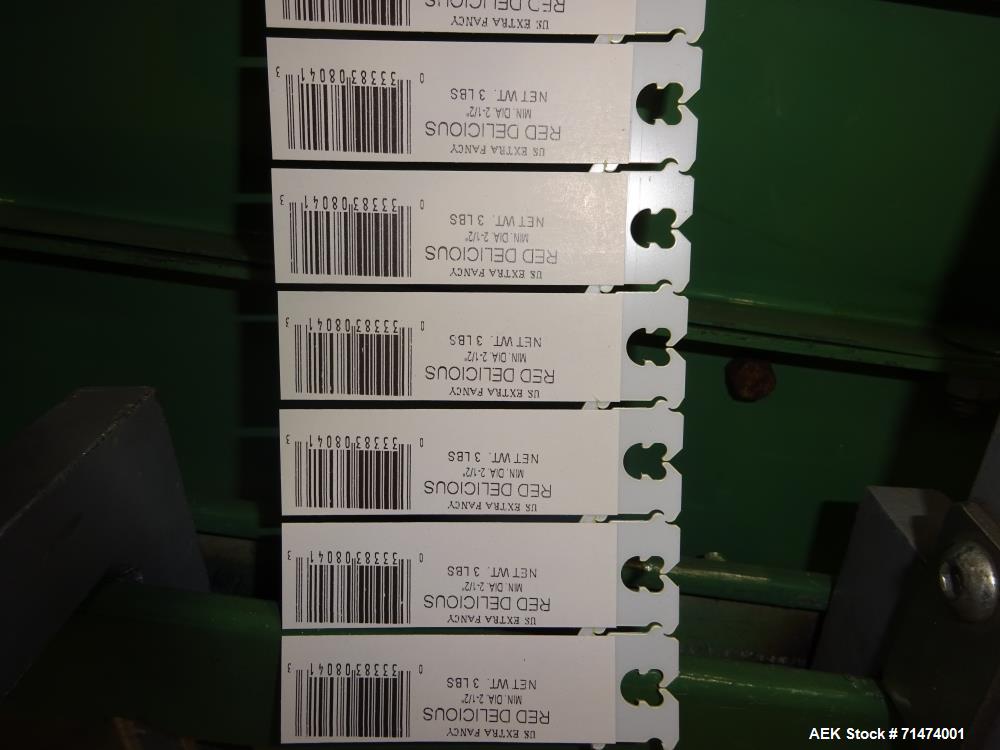 US EXTRA FANCY
RED
US EXTRA FANCY
RED DELICIOUS
MIN. DIA. 2-1/2"
NET WT. 3 LBS
0 33383 08041 3
US EXTRA FANCY
RED DELICIOUS
MIN. DIA. 2-1/2"
NET WT. 3 LBS
0 33383 08041 3
US EXTRA FANCY
RED DELICIOUS
MIN. DIA. 2-1/2"
NET WT. 3 LBS
0 33383 08041 3
US EXTRA FANCY
RED DELICIOUS
MIN. DIA. 2-1/2"
NET WT. 3 LBS
0 33383 08041 3
US EXTRA FANCY
RED DELICIOUS
MIN. DIA. 2-1/2"
NET WT. 3 LBS
0 33383 08041 3
US EXTRA FANCY
RED DELICIOUS
MIN. DIA. 2-1/2"
NET WT. 3 LBS
0 33383 08041 3
AEK Stock #71474001